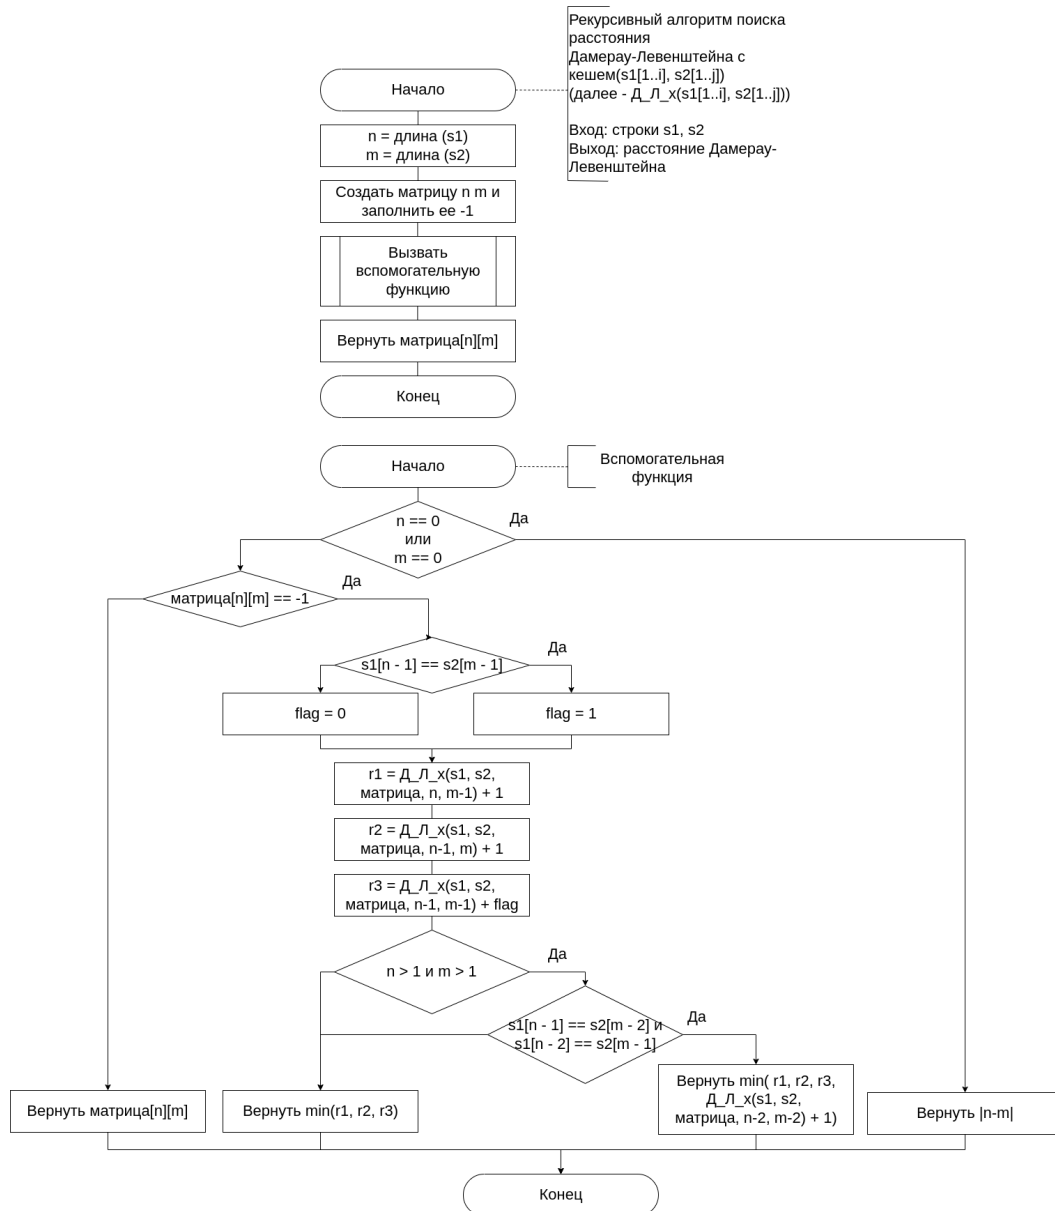 Рекурсивный алгоритм поиска
расстояния
Дамерау-Левенштейна с
кешем(s1[1..i], s2[1..j])
(далее - Д_Л_х(s1[1..i], s2[1..j]))
Вход: строки s1, s2
Выход: расстояние Дамерау-
Левенштейна
Начало
n = длина (s1)
m = длина (s2)
Создать матрицу n m и
заполнить ее -1
Вызвать
вспомогательную
функцию
Вернуть матрица[n][m]
Конец
Начало
Вспомогательная
функция
n == 0
или
m == 0
Да
матрица[n][m] == -1
Да
s1[n - 1] == s2[m - 1]
Да
flag = 0
flag = 1
r1 = Д_Л_х(s1, s2,
матрица, n, m-1) + 1
r2 = Д_Л_х(s1, s2,
матрица, n-1, m) + 1
r3 = Д_Л_х(s1, s2,
матрица, n-1, m-1) + flag
n > 1 и m > 1
Да
s1[n - 1] == s2[m - 2] и
s1[n - 2] == s2[m - 1]
Да
Вернуть матрица[n][m]
Вернуть min(r1, r2, r3)
Вернуть min( r1, r2, r3,
Д_Л_х(s1, s2,
матрица, n-2, m-2) + 1)
Вернуть |n-m|
Конец